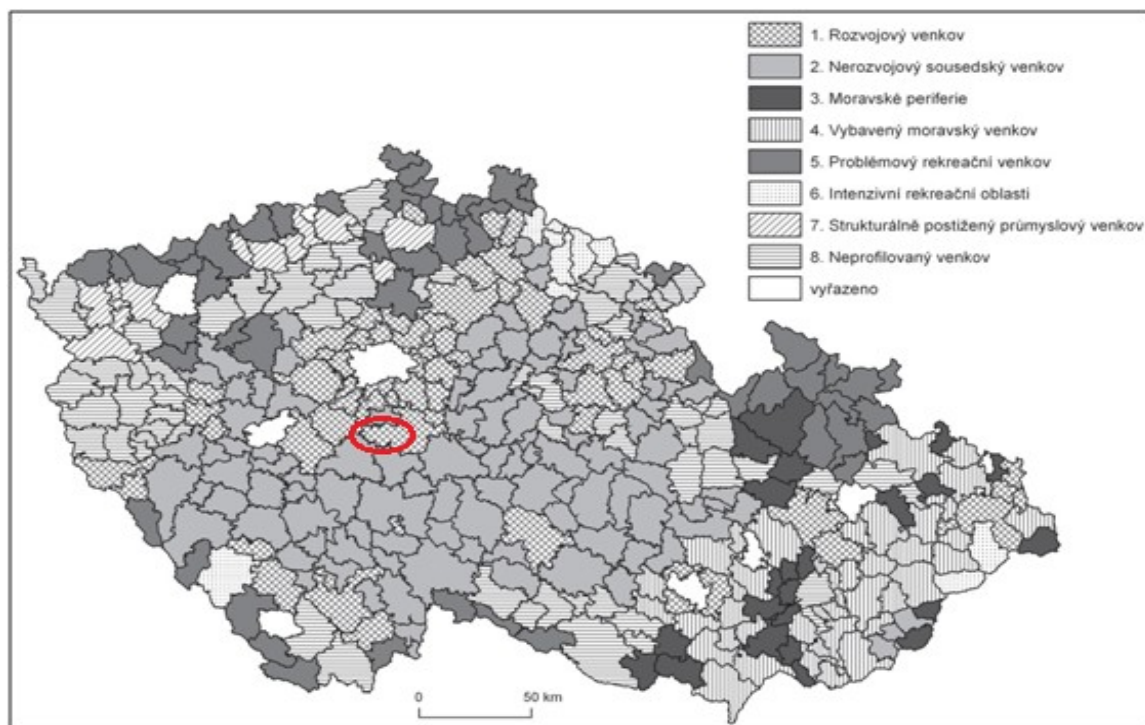 1. Rozvojový venkov
2. Nerozvojový sousedský venkov
3. Moravské periferie
4. Vybavený moravský venkov
5. Problémový rekreační venkov
6. Intenzivní rekreační oblasti
7. Strukturálně postižený průmyslový venkov
8. Neprofilovaný venkov
vyřazeno
0 50 km